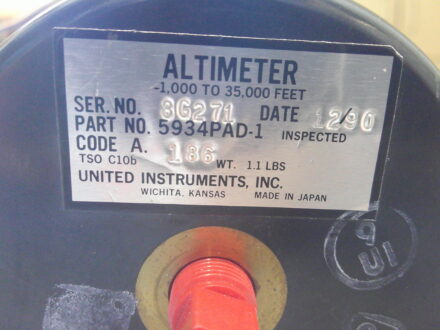 ALTIMETER
-1,000 TO 35,000 FEET
SER. NO. 8G271 DATE 12/90
PART NO. 5934PAD-1 INSPECTED
CODE A. 186 WT. 1.1 LBS
TSO C10b
UNITED INSTRUMENTS, INC.
WICHITA, KANSAS MADE IN JAPAN
9
UI